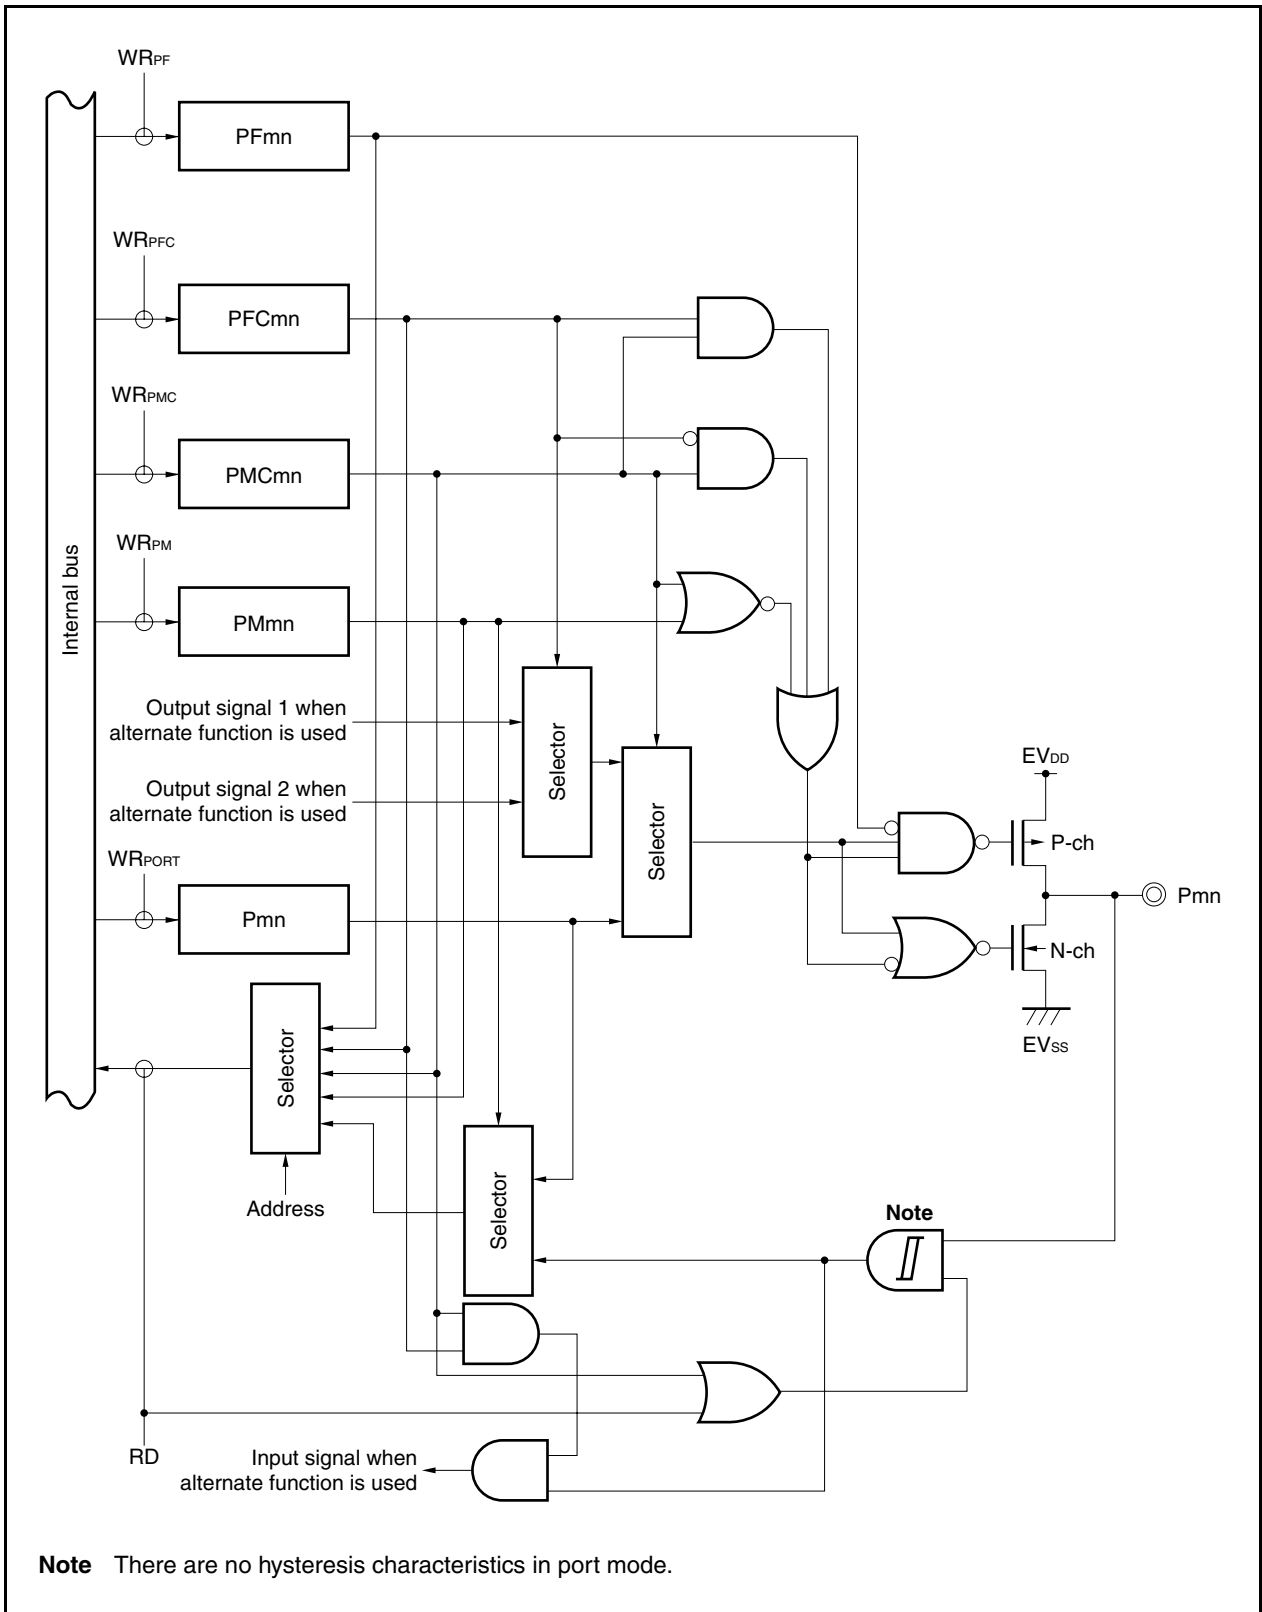 WRPF
PFmn
WRPFC
PFCmn
WRPMC
PMCmn
WRPM
PMmn
Internal bus
Output signal 1 when
alternate function is used
Output signal 2 when
alternate function is used
Selector
Selector
WRPORT
Pmn
EVDD
P-ch
Pmn
N-ch
EVSS
Selector
Address
Selector
Note
RD
Input signal when
alternate function is used
Note There are no hysteresis characteristics in port mode.